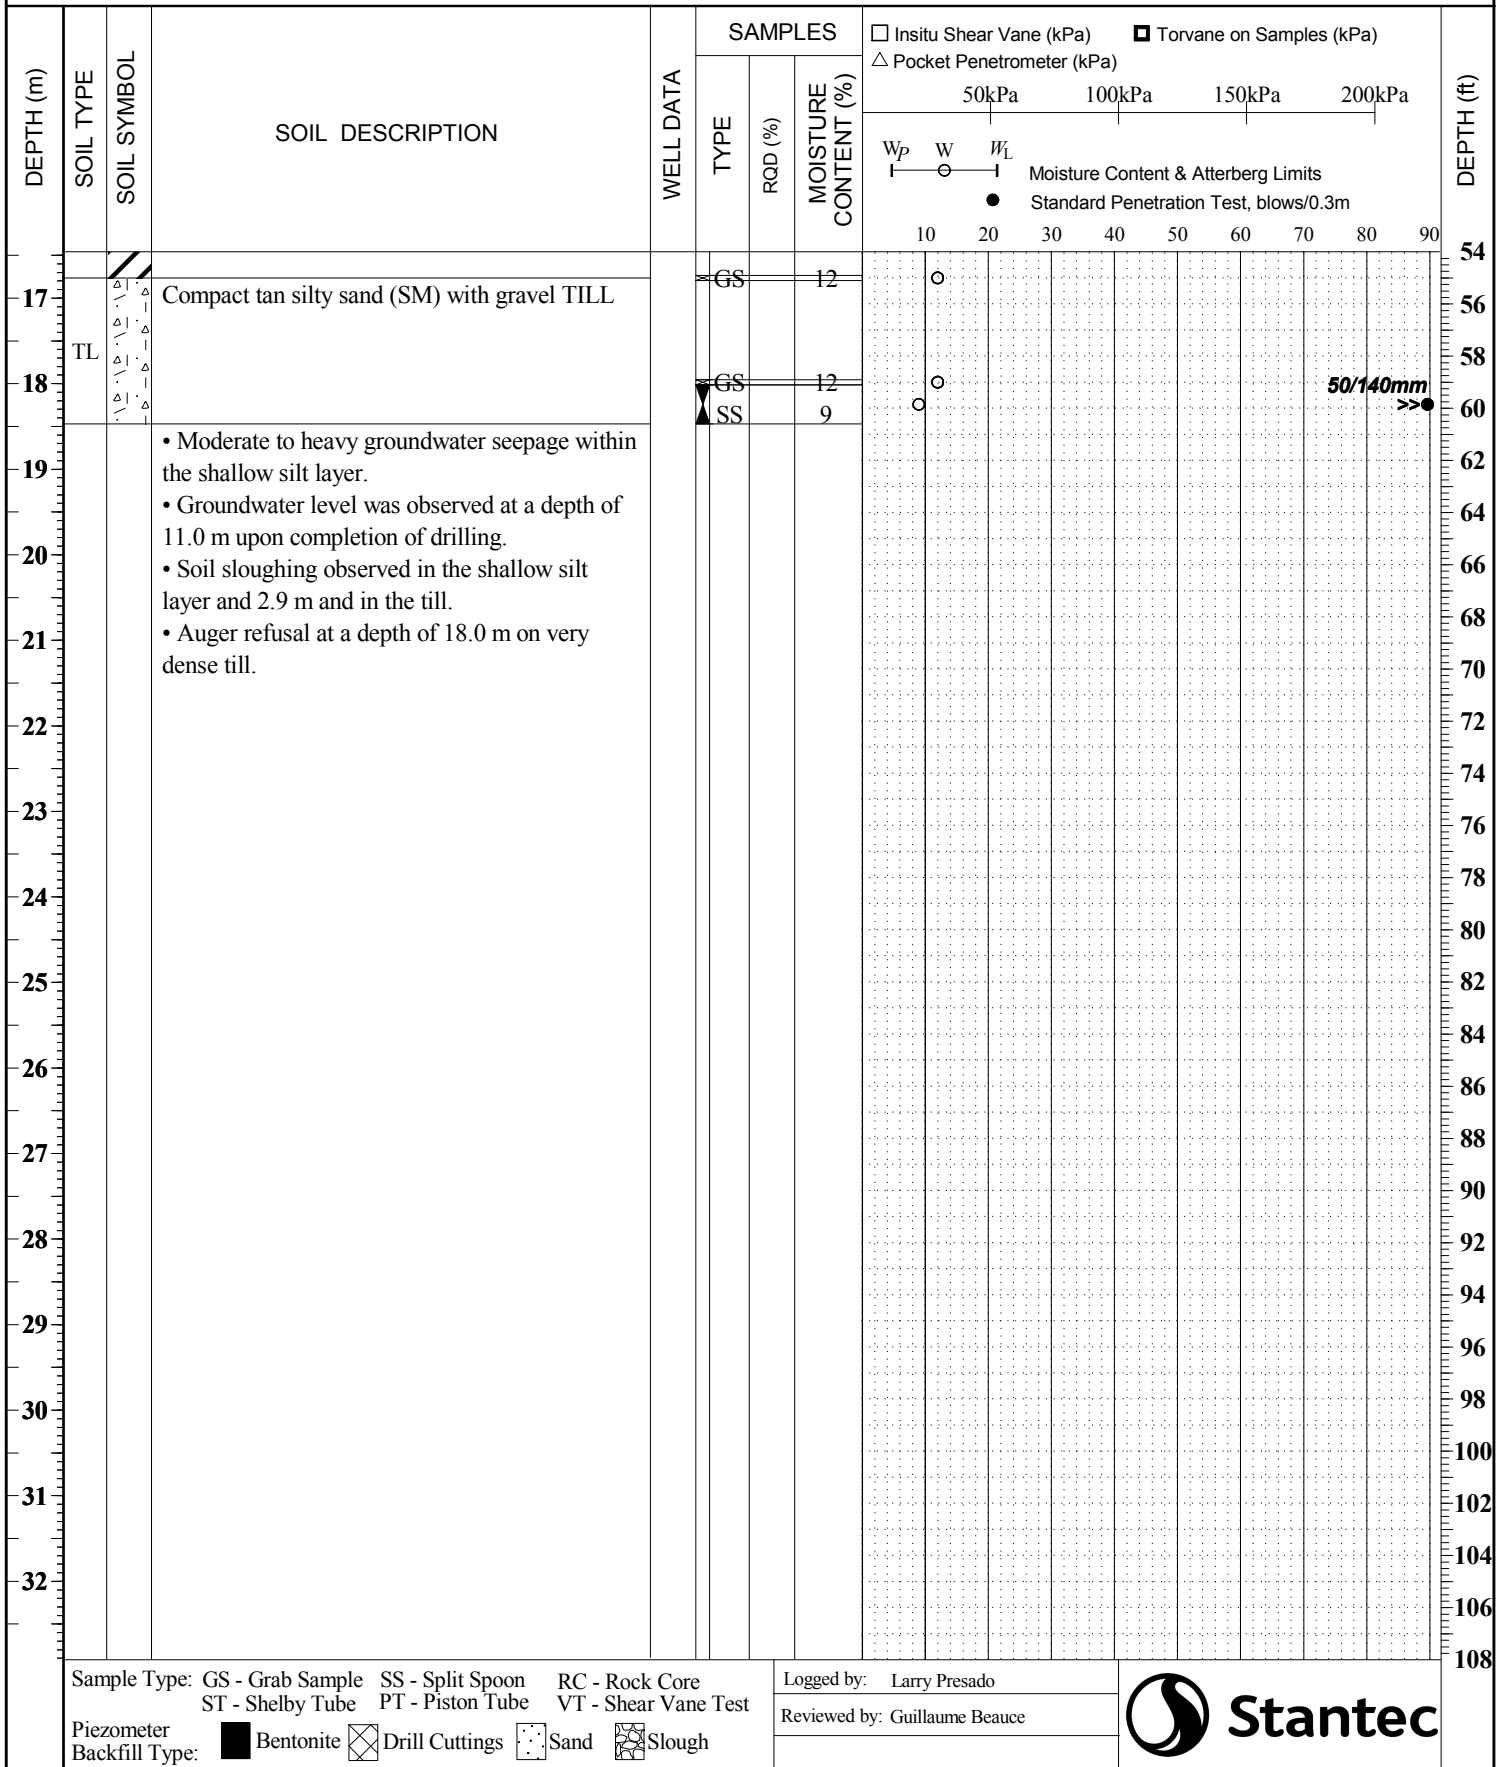 SAMPLES
Insitu Shear Vane (kPa) Torvane on Samples (kPa)
Pocket Penetrometer (kPa)
50kPa 100kPa 150kPa 200kPa
DEPTH (m)
SOIL TYPE
SOIL SYMBOL
SOIL DESCRIPTION
WELL DATA
TYPE
RQD (%)
MOISTURE
CONTENT (%)
DEPTH (ft)
WP W WL
Moisture Content & Atterberg Limits
Standard Penetration Test, blows/0.3m
10 20 30 40 50 60 70 80 90
54
GS 12
17
Compact tan silty sand (SM) with gravel TILL
56
TL
58
18
GS 12
50/140mm
>>
SS 9
60
• Moderate to heavy groundwater seepage within
the shallow silt layer.
• Groundwater level was observed at a depth of
11.0 m upon completion of drilling.
• Soil sloughing observed in the shallow silt
layer and 2.9 m and in the till.
• Auger refusal at a depth of 18.0 m on very
dense till.
62
19
64
20
66
68
21
70
22
72
74
23
76
78
24
80
25
82
84
26
86
27
88
90
28
92
94
29
96
30
98
100
31
102
104
32
106
108
Sample Type: GS - Grab Sample SS - Split Spoon RC - Rock Core
ST - Shelby Tube PT - Piston Tube VT - Shear Vane Test
Piezometer
Backfill Type: Bentonite Drill Cuttings Sand Slough
Logged by: Larry Presado
Reviewed by: Guillaume Beauce
Stantec